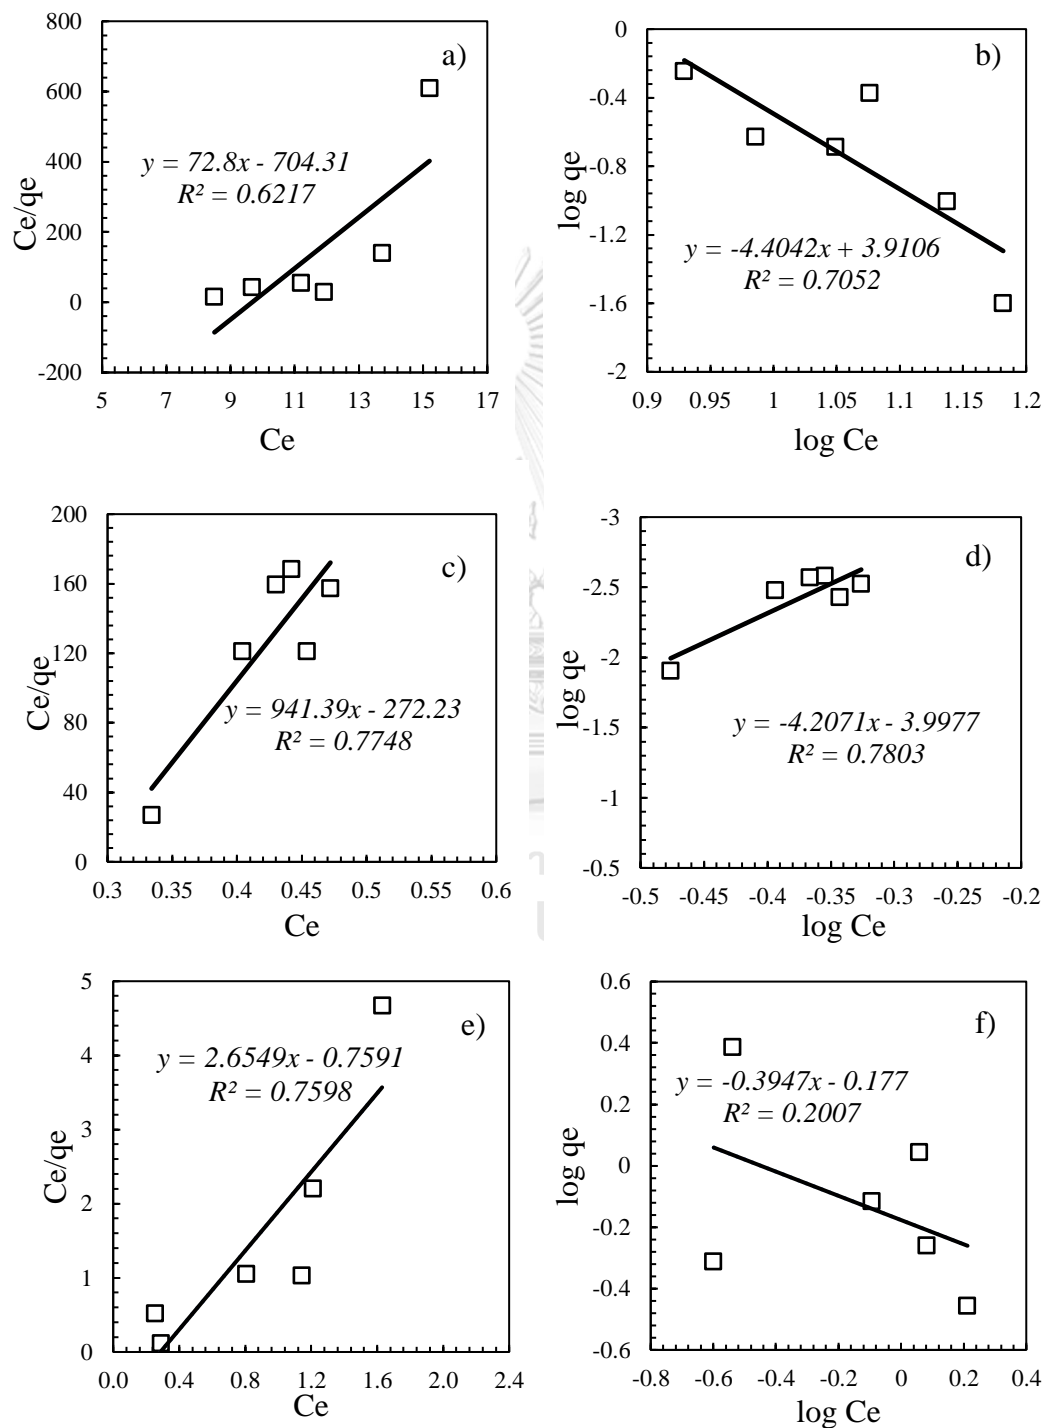 800
600
400
200
0
-200
a)
y = 72.8x - 704.31
R² = 0.6217
Ce/qe
5 7 9 11 13 15 17
Ce
0
-0.4
-0.8
-1.2
-1.6
-2
b)
y = -4.4042x + 3.9106
R² = 0.7052
log qe
0.9 0.95 1 1.05 1.1 1.15 1.2
log Ce
200
160
120
80
40
0
c)
y = 941.39x - 272.23
R² = 0.7748
Ce/qe
0.3 0.35 0.4 0.45 0.5 0.55 0.6
Ce
-3
-2.5
-2
-1.5
-1
-0.5
d)
y = -4.2071x - 3.9977
R² = 0.7803
log qe
-0.5 -0.45 -0.4 -0.35 -0.3 -0.25 -0.2
log Ce
5
4
3
2
1
0
e)
y = 2.6549x - 0.7591
R² = 0.7598
Ce/qe
0.0 0.4 0.8 1.2 1.6 2.0 2.4
Ce
0.6
0.4
0.2
0
-0.2
-0.4
-0.6
f)
y = -0.3947x - 0.177
R² = 0.2007
log qe
-0.8 -0.6 -0.4 -0.2 0 0.2 0.4
log Ce